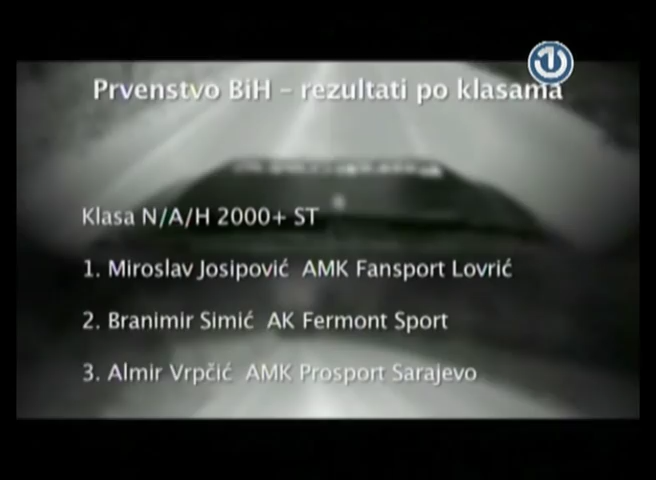 Prvenstvo BiH - rezultati po klasama
Klasa N/A/H 2000+ ST
1. Miroslav Josipović AMK Fansport Lovrić
2. Branimir Simić AK Fermont Sport
3. Almir Vrpčić AMK Prosport Sarajevo